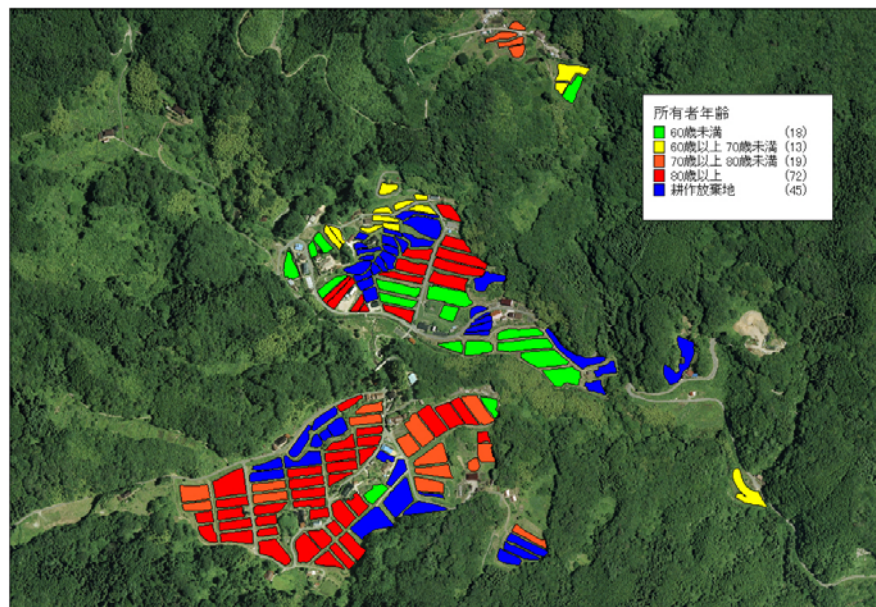 所有者年齢
60歳未満 (18)
60歳以上 70歳未満 (13)
70歳以上 80歳未満 (19)
80歳以上 (72)
耕作放棄地 (45)